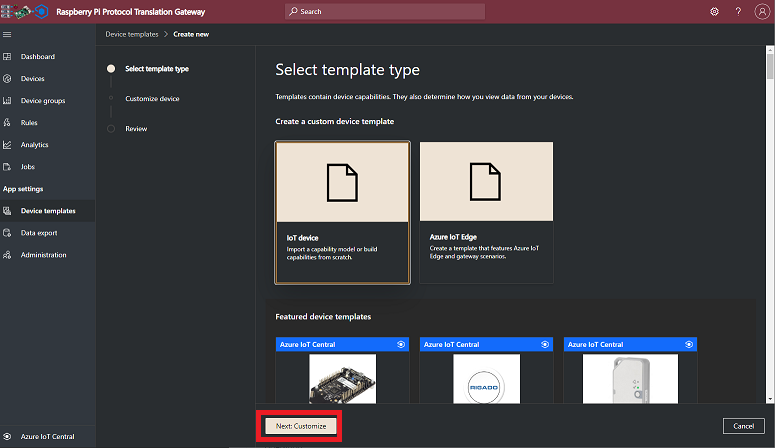 Raspberry Pi Protocol Translation Gateway
Search
?
Dashboard
Devices
Device groups
Rules
Analytics
Jobs
App settings
Device templates
Data export
Administration
Azure IoT Central
Device templates > Create new
Select template type
Customize device
Review
Select template type
Templates contain device capabilities. They also determine how you view data from your devices.
Create a custom device template
IoT device
Import a capability model or build
capabilities from scratch.
Azure IoT Edge
Create a template that features Azure IoT
Edge and gateway scenarios.
Featured device templates
Azure IoT Central
Azure IoT Central
Azure IoT Central
RIGADO
Next: Customize
Cancel